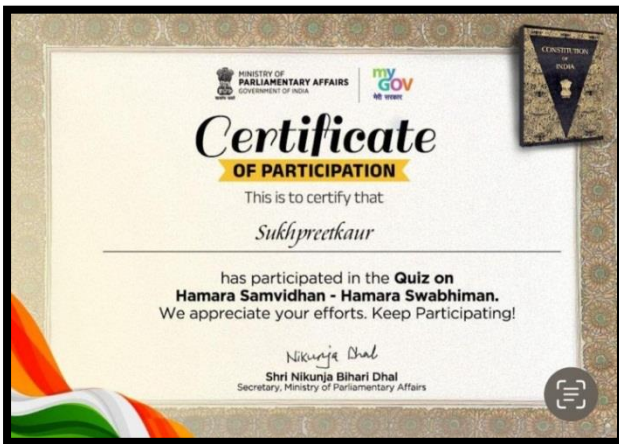 MINISTRY OF
PARLIAMENTARY AFFAIRS
GOVERNMENT OF INDIA
my
GOV
मेरी सरकार
CONSTITUTION
OF
INDIA
Certificate
OF PARTICIPATION
This is to certify that
Sukhpreetkaur
has participated in the Quiz on
Hamara Samvidhan - Hamara Swabhiman.
We appreciate your efforts. Keep Participating!
Nikunja Dhal
Shri Nikunja Bihari Dhal
Secretary, Ministry of Parliamentary Affairs